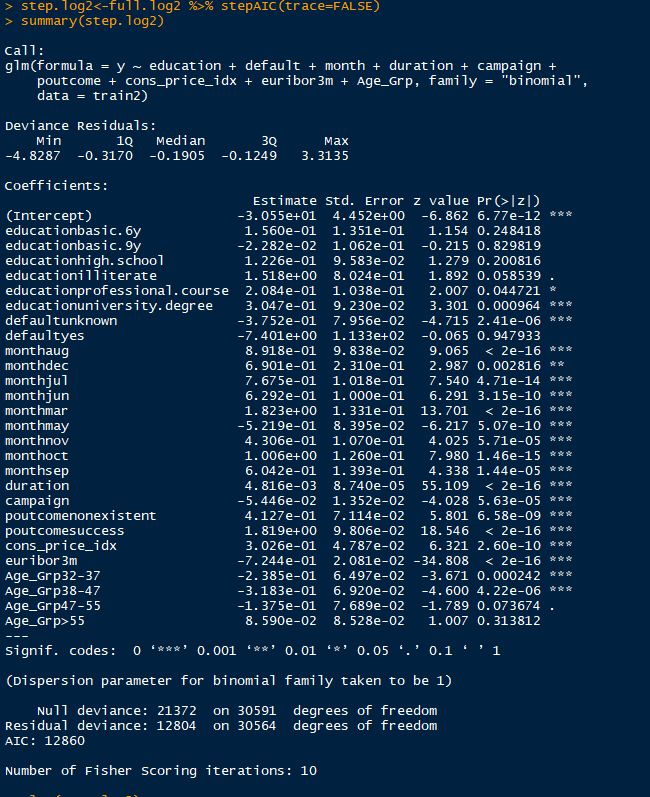 > step.log2<-full.log2 %>% stepAIC(trace=FALSE)
> summary(step.log2)
Call:
glm(formula = y ~ education + default + month + duration + campaign +
    poutcome + cons_price_idx + euribor3m + Age_Grp, family = "binomial",
    data = train2)
Deviance Residuals:
    Min       1Q   Median       3Q      Max
-4.8287  -0.3170  -0.1905  -0.1249   3.3135
Coefficients:
                               Estimate Std. Error z value Pr(>|z|)
(Intercept)                  -3.055e+01  4.452e+00  -6.862 6.77e-12 ***
educationbasic.6y             1.560e-01  1.351e-01   1.154 0.248418
educationbasic.9y            -2.282e-02  1.062e-01  -0.215 0.829819
educationhigh.school          1.226e-01  9.583e-02   1.279 0.200816
educationilliterate           1.518e+00  8.024e-01   1.892 0.058539 .
educationprofessional.course  2.084e-01  1.038e-01   2.007 0.044721 *
educationuniversity.degree    3.047e-01  9.230e-02   3.301 0.000964 ***
defaultunknown               -3.752e-01  7.956e-02  -4.715 2.41e-06 ***
defaultyes                   -7.401e+00  1.133e+02  -0.065 0.947933
monthaug                      8.918e-01  9.838e-02   9.065  < 2e-16 ***
monthdec                      6.901e-01  2.310e-01   2.987 0.002816 **
monthjul                      7.675e-01  1.018e-01   7.540 4.71e-14 ***
monthjun                      6.292e-01  1.000e-01   6.291 3.15e-10 ***
monthmar                      1.823e+00  1.331e-01  13.701  < 2e-16 ***
monthmay                     -5.219e-01  8.395e-02  -6.217 5.07e-10 ***
monthnov                      4.306e-01  1.070e-01   4.025 5.71e-05 ***
monthoct                      1.006e+00  1.260e-01   7.980 1.46e-15 ***
monthsep                      6.042e-01  1.393e-01   4.338 1.44e-05 ***
duration                      4.816e-03  8.740e-05  55.109  < 2e-16 ***
campaign                     -5.446e-02  1.352e-02  -4.028 5.63e-05 ***
poutcomenonexistent           4.127e-01  7.114e-02   5.801 6.58e-09 ***
poutcomesuccess               1.819e+00  9.806e-02  18.546  < 2e-16 ***
cons_price_idx                3.026e-01  4.787e-02   6.321 2.60e-10 ***
euribor3m                    -7.244e-01  2.081e-02 -34.808  < 2e-16 ***
Age_Grp32-37                 -2.385e-01  6.497e-02  -3.671 0.000242 ***
Age_Grp38-47                 -3.183e-01  6.920e-02  -4.600 4.22e-06 ***
Age_Grp47-55                 -1.375e-01  7.689e-02  -1.789 0.073674 .
Age_Grp>55                    8.590e-02  8.528e-02   1.007 0.313812
---
Signif. codes:  0 ‘***’ 0.001 ‘**’ 0.01 ‘*’ 0.05 ‘.’ 0.1 ‘ ’ 1
(Dispersion parameter for binomial family taken to be 1)
    Null deviance: 21372  on 30591  degrees of freedom
Residual deviance: 12804  on 30564  degrees of freedom
AIC: 12860
Number of Fisher Scoring iterations: 10